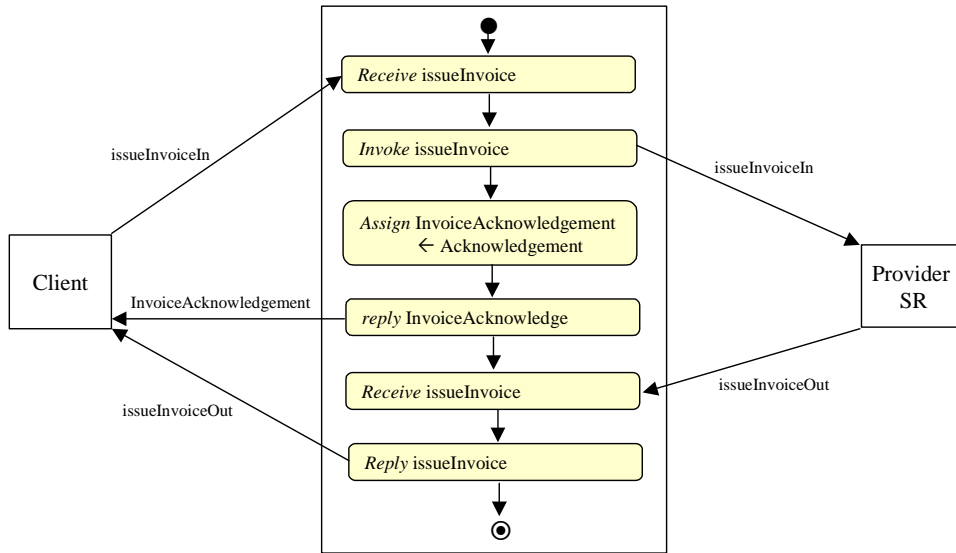 Receive issueInvoice
issueInvoiceIn
Invoke issueInvoice
issueInvoiceIn
Assign InvoiceAcknowledgement
← Acknowledgement
Client
Provider
SR
InvoiceAcknowledgement
reply InvoiceAcknowledge
Receive issueInvoice
issueInvoiceOut
issueInvoiceOut
Reply issueInvoice